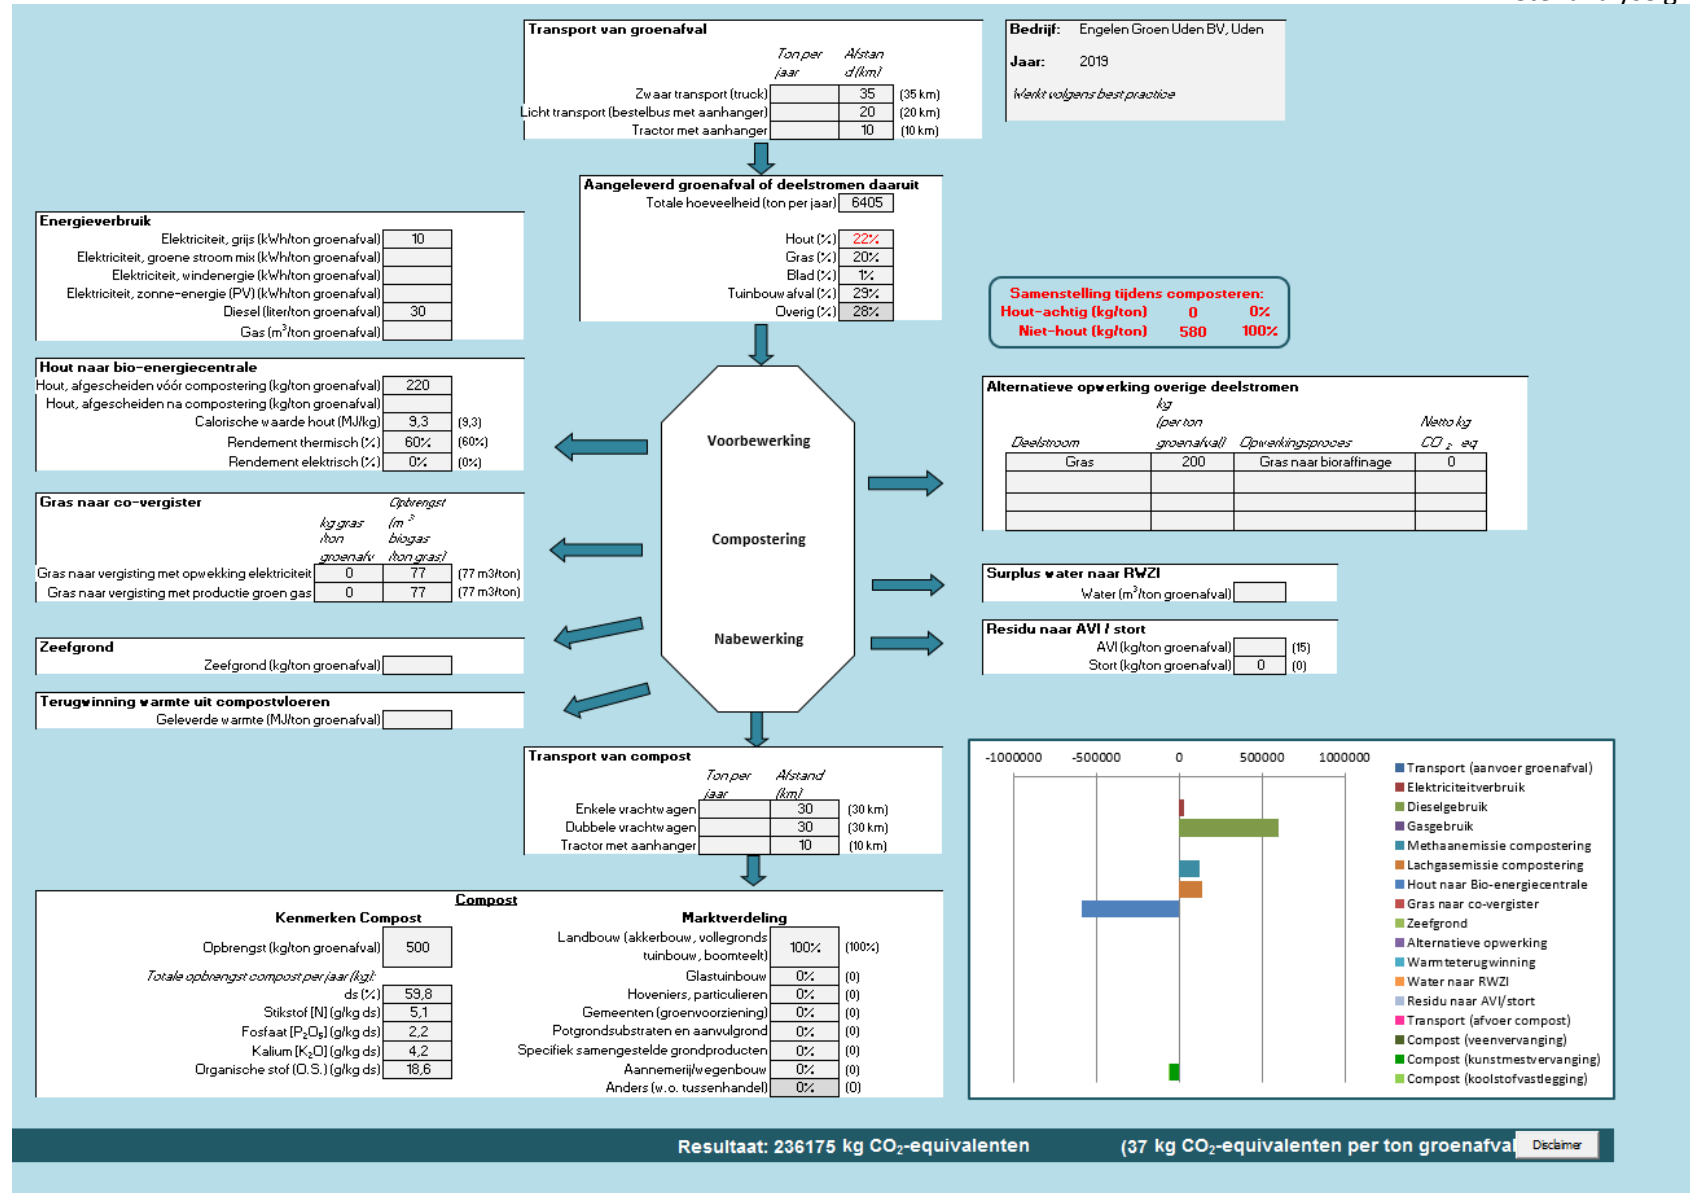 Transport van groenafval
Ton per jaar
Afstan d (km)
Zwaar transport (truck) 35 (35 km)
Licht transport (bestelbus met aanhanger) 20 (20 km)
Tractor met aanhanger 10 (10 km)
Bedrijf: Engelen Groen Uden BV, Uden
Jaar: 2019
Werkt volgens best practice
Aangeleverd groenafval of deelstromen daaruit
Totale hoeveelheid (ton per jaar) 6405
Hout (%) 22%
Gras (%) 20%
Blad (%) 1%
Tuinbouwafval (%) 29%
Overig (%) 28%
Energieverbruik
Elektriciteit, grijs (kWh/ton groenafval) 10
Elektriciteit, groene stroom mix (kWh/ton groenafval)
Elektriciteit, windenergie (kWh/ton groenafval)
Elektriciteit, zonne-energie (PV) (kWh/ton groenafval)
Diesel (liter/ton groenafval) 30
Gas (m³/ton groenafval)
Samenstelling tijdens composteren:
Hout-achtig (kg/ton) 0 0%
Niet-hout (kg/ton) 580 100%
Hout naar bio-energiecentrale
Hout, afgescheiden vóór compostering (kg/ton groenafval) 220
Hout, afgescheiden na compostering (kg/ton groenafval)
Calorische waarde hout (MJ/kg) 9,3 (9,3)
Rendement thermisch (%) 60% (60%)
Rendement elektrisch (%) 0% (0%)
Voorbewerking
Compostering
Nabewerking
Alternatieve opwerking overige deelstromen
Deelstroom
kg (per ton groenafval)
Opwerkingsproces
Netto kg CO₂ eq
Gras 200 Gras naar bioraffinage 0
Gras naar co-vergister
kg gras /ton groenafv
Opbrengst (m³ biogas /ton gras)
Gras naar vergisting met opwekking elektriciteit 0 77 (77 m3/ton)
Gras naar vergisting met productie groen gas 0 77 (77 m3/ton)
Surplus water naar RWZI
Water (m³/ton groenafval)
Residu naar AVI / stort
AVI (kg/ton groenafval) (15)
Stort (kg/ton groenafval) 0 (0)
Zeefgrond
Zeefgrond (kg/ton groenafval)
Terugwinning warmte uit compostvloeren
Geleverde warmte (MJ/ton groenafval)
Transport van compost
Ton per jaar
Afstand (km)
Enkele vrachtwagen 30 (30 km)
Dubbele vrachtwagen 30 (30 km)
Tractor met aanhanger 10 (10 km)
Compost
Kenmerken Compost
Opbrengst (kg/ton groenafval) 500
Totale opbrengst compost per jaar (kg):
ds (%) 59,8
Stikstof [N] (g/kg ds) 5,1
Fosfaat [P₂O₅] (g/kg ds) 2,2
Kalium [K₂O] (g/kg ds) 4,2
Organische stof (O.S.) (g/kg ds) 18,6
Marktverdeling
Landbouw (akkerbouw, vollegronds
tuinbouw, boomteelt) 100% (100%)
Glastuinbouw 0% (0)
Hoveniers, particulieren 0% (0)
Gemeenten (groenvoorziening) 0% (0)
Potgrondsubstraten en aanvulgrond 0% (0)
Specifiek samengestelde grondproducten 0% (0)
Aannemerij/wegenbouw 0% (0)
Anders (w.o. tussenhandel) 0% (0)
-1000000 -500000 0 500000 1000000
Transport (aanvoer groenafval)
Elektriciteitverbruik
Dieselgebruik
Gasgebruik
Methaanemissie compostering
Lachgasemissie compostering
Hout naar Bio-energiecentrale
Gras naar co-vergister
Zeefgrond
Alternatieve opwerking
Warmteterugwinning
Water naar RWZI
Residu naar AVI/stort
Transport (afvoer compost)
Compost (veenvervanging)
Compost (kunstmestvervanging)
Compost (koolstofvastlegging)
Resultaat: 236175 kg CO₂-equivalenten (37 kg CO₂-equivalenten per ton groenafval
Disclaimer